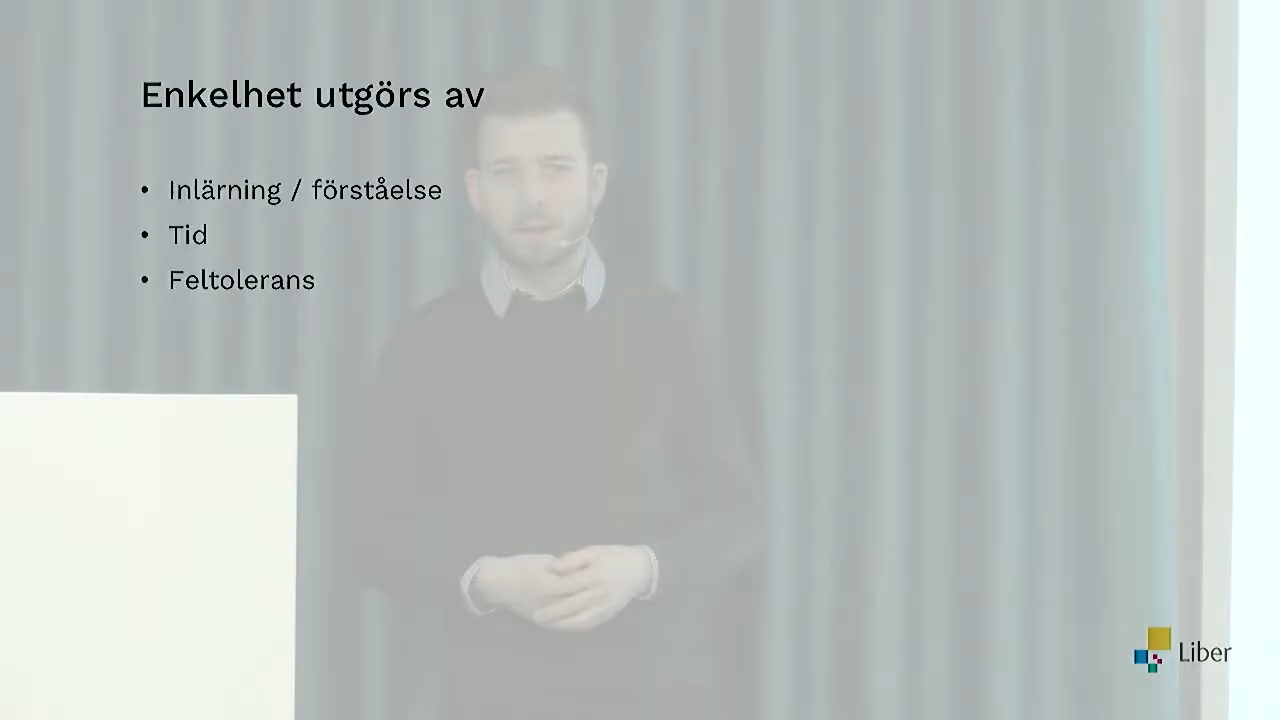 Enkelhet utgörs av
• Inlärning / förståelse
• Tid
• Feltolerans
Liber